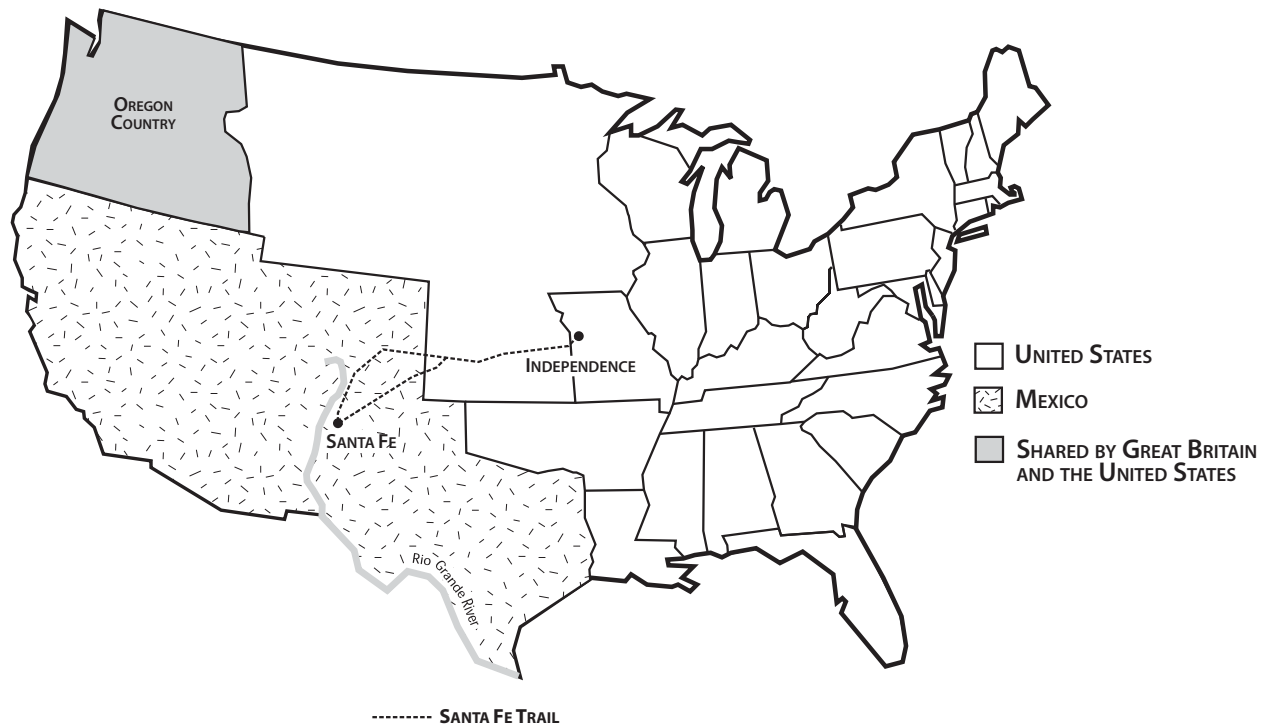 OREGON
COUNTRY
INDEPENDENCE
SANTA FE
Rio Grande River
UNITED STATES
MEXICO
SHARED BY GREAT BRITAIN
AND THE UNITED STATES
SANTA FE TRAIL